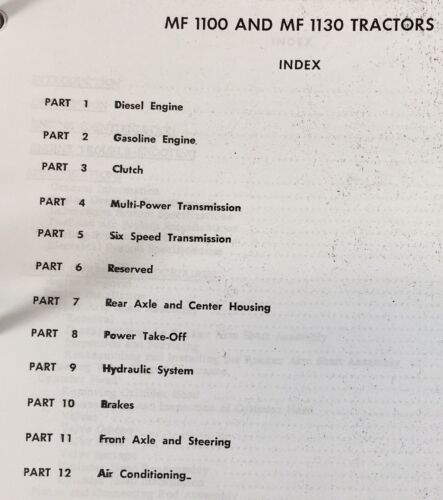 MF 1100 AND MF 1130 TRACTORS
INDEX
PART 1 Diesel Engine
PART 2 Gasoline Engine
PART 3 Clutch
PART 4 Multi-Power Transmission
PART 5 Six Speed Transmission
PART 6 Reserved
PART 7 Rear Axle and Center Housing
PART 8 Power Take-Off
PART 9 Hydraulic System
PART 10 Brakes
PART 11 Front Axle and Steering
PART 12 Air Conditioning